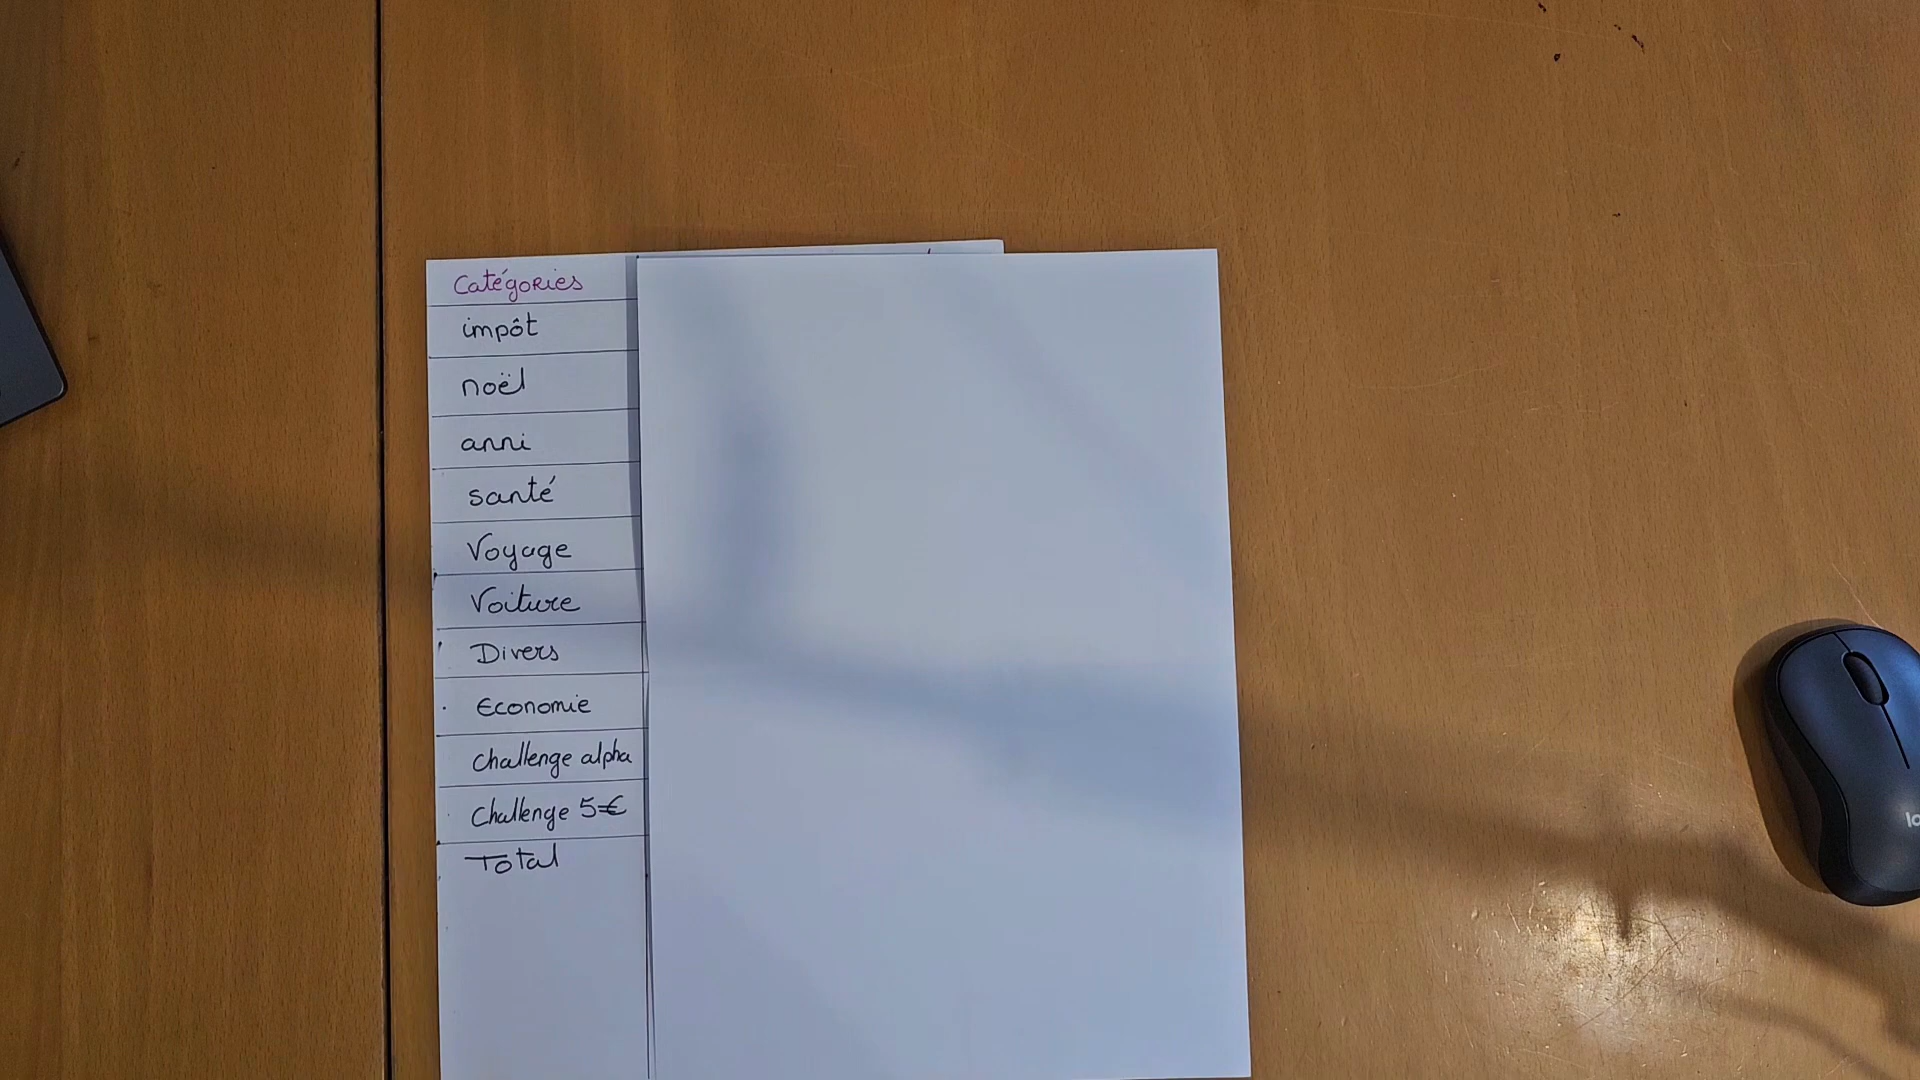 Catégories
impôt
noël
anni
santé
Voyage
Voiture
Divers
Economie
Challenge alpha
Challenge 5€
Total